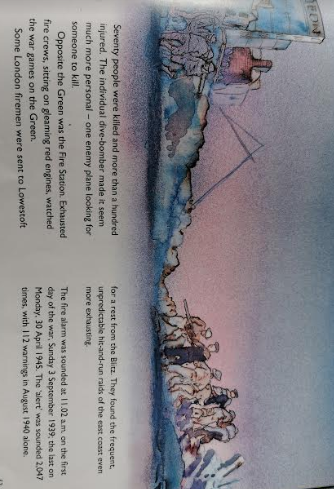 Seventy people were killed and more than a hundred
injured. The individual dive-bomber made it seem
much more personal – one enemy plane looking for
someone to kill.
Opposite the Green was the Fire Station. Exhausted
fire crews, sitting on gleaming red engines, watched
the war games on the Green.
Some London firemen were sent to Lowestoft
for a rest from the Blitz. They found the frequent,
unpredictable hit-and-run raids of the east coast even
more exhausting.
The fire alarm was sounded at 11.02 a.m. on the first
day of the war, Sunday 3 September 1939; the last on
Monday, 30 April 1945. The 'alert' was sounded 2,047
times, with 112 warnings in August 1940 alone.